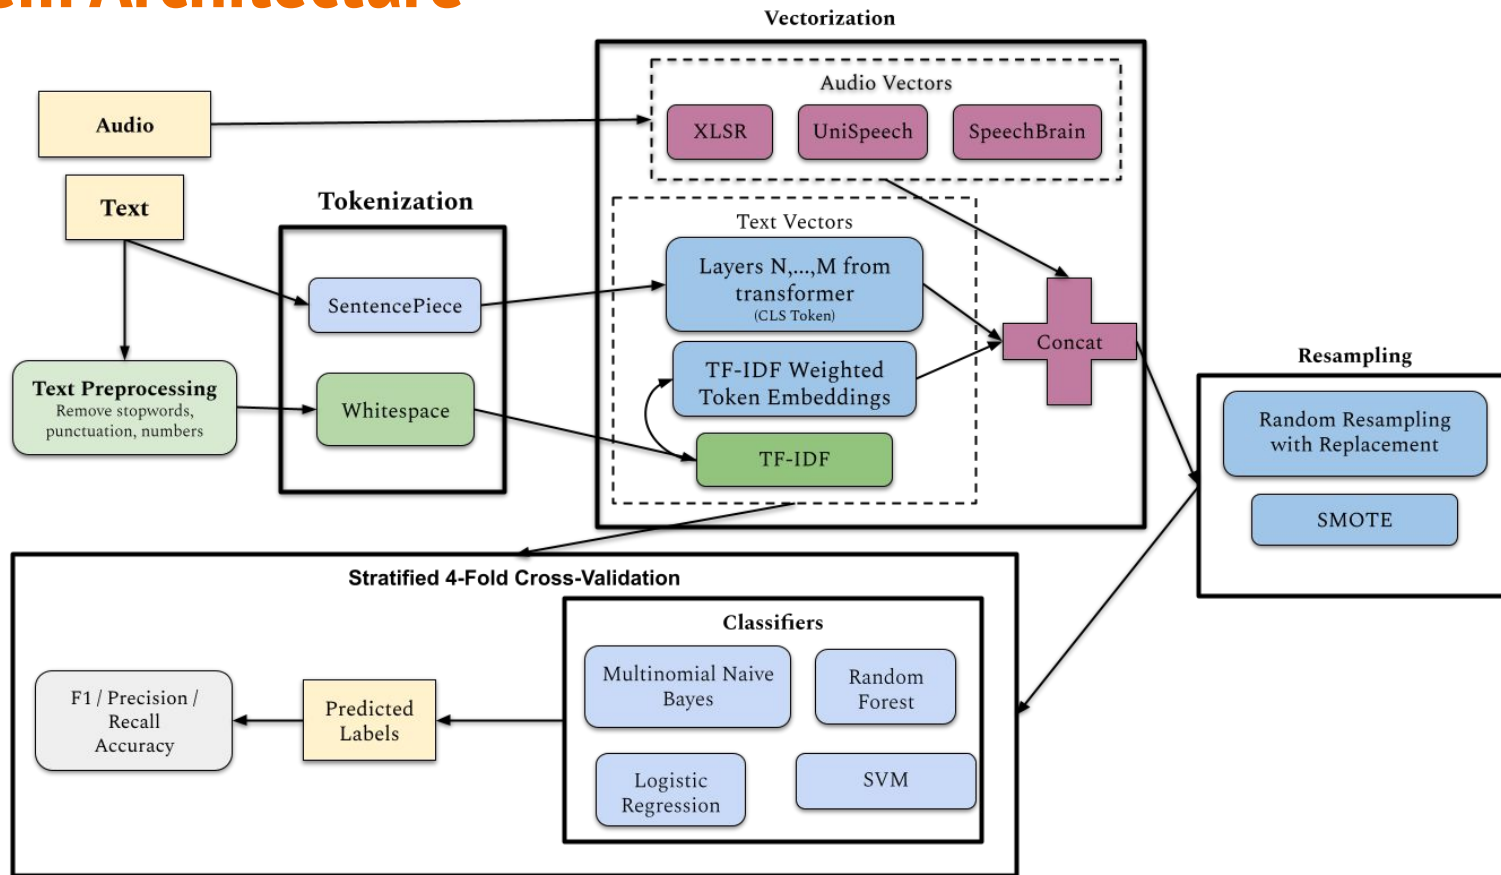 Architecture
Vectorization
Audio Vectors
XLSR
UniSpeech
SpeechBrain
Audio
Text
Tokenization
SentencePiece
Whitespace
Text Preprocessing
Remove stopwords,
punctuation, numbers
Text Vectors
Layers N,...,M from
transformer
(CLS Token)
TF-IDF Weighted
Token Embeddings
TF-IDF
Concat
Resampling
Random Resampling
with Replacement
SMOTE
Stratified 4-Fold Cross-Validation
Classifiers
Multinomial Naive
Bayes
Random
Forest
Logistic
Regression
SVM
Predicted
Labels
F1 / Precision /
Recall
Accuracy